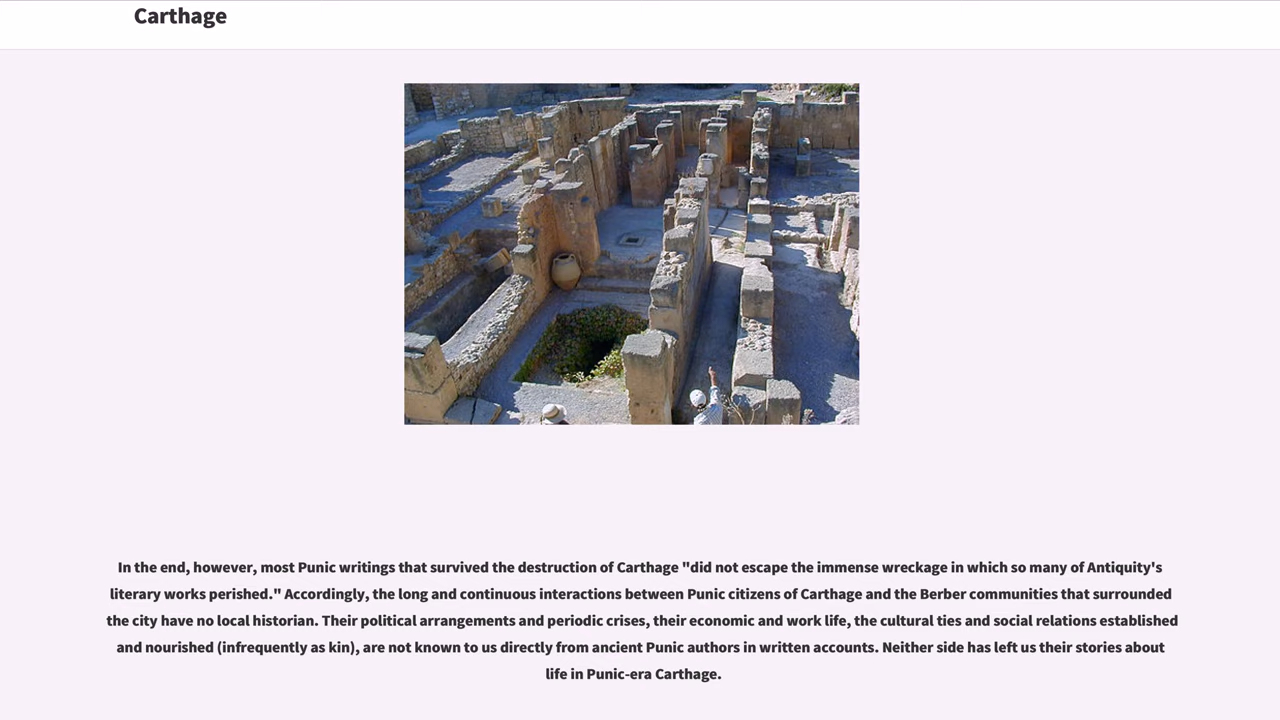 Carthage
In the end, however, most Punic writings that survived the destruction of Carthage "did not escape the immense wreckage in which so many of Antiquity's
literary works perished." Accordingly, the long and continuous interactions between Punic citizens of Carthage and the Berber communities that surrounded
the city have no local historian. Their political arrangements and periodic crises, their economic and work life, the cultural ties and social relations established
and nourished (infrequently as kin), are not known to us directly from ancient Punic authors in written accounts. Neither side has left us their stories about
life in Punic-era Carthage.